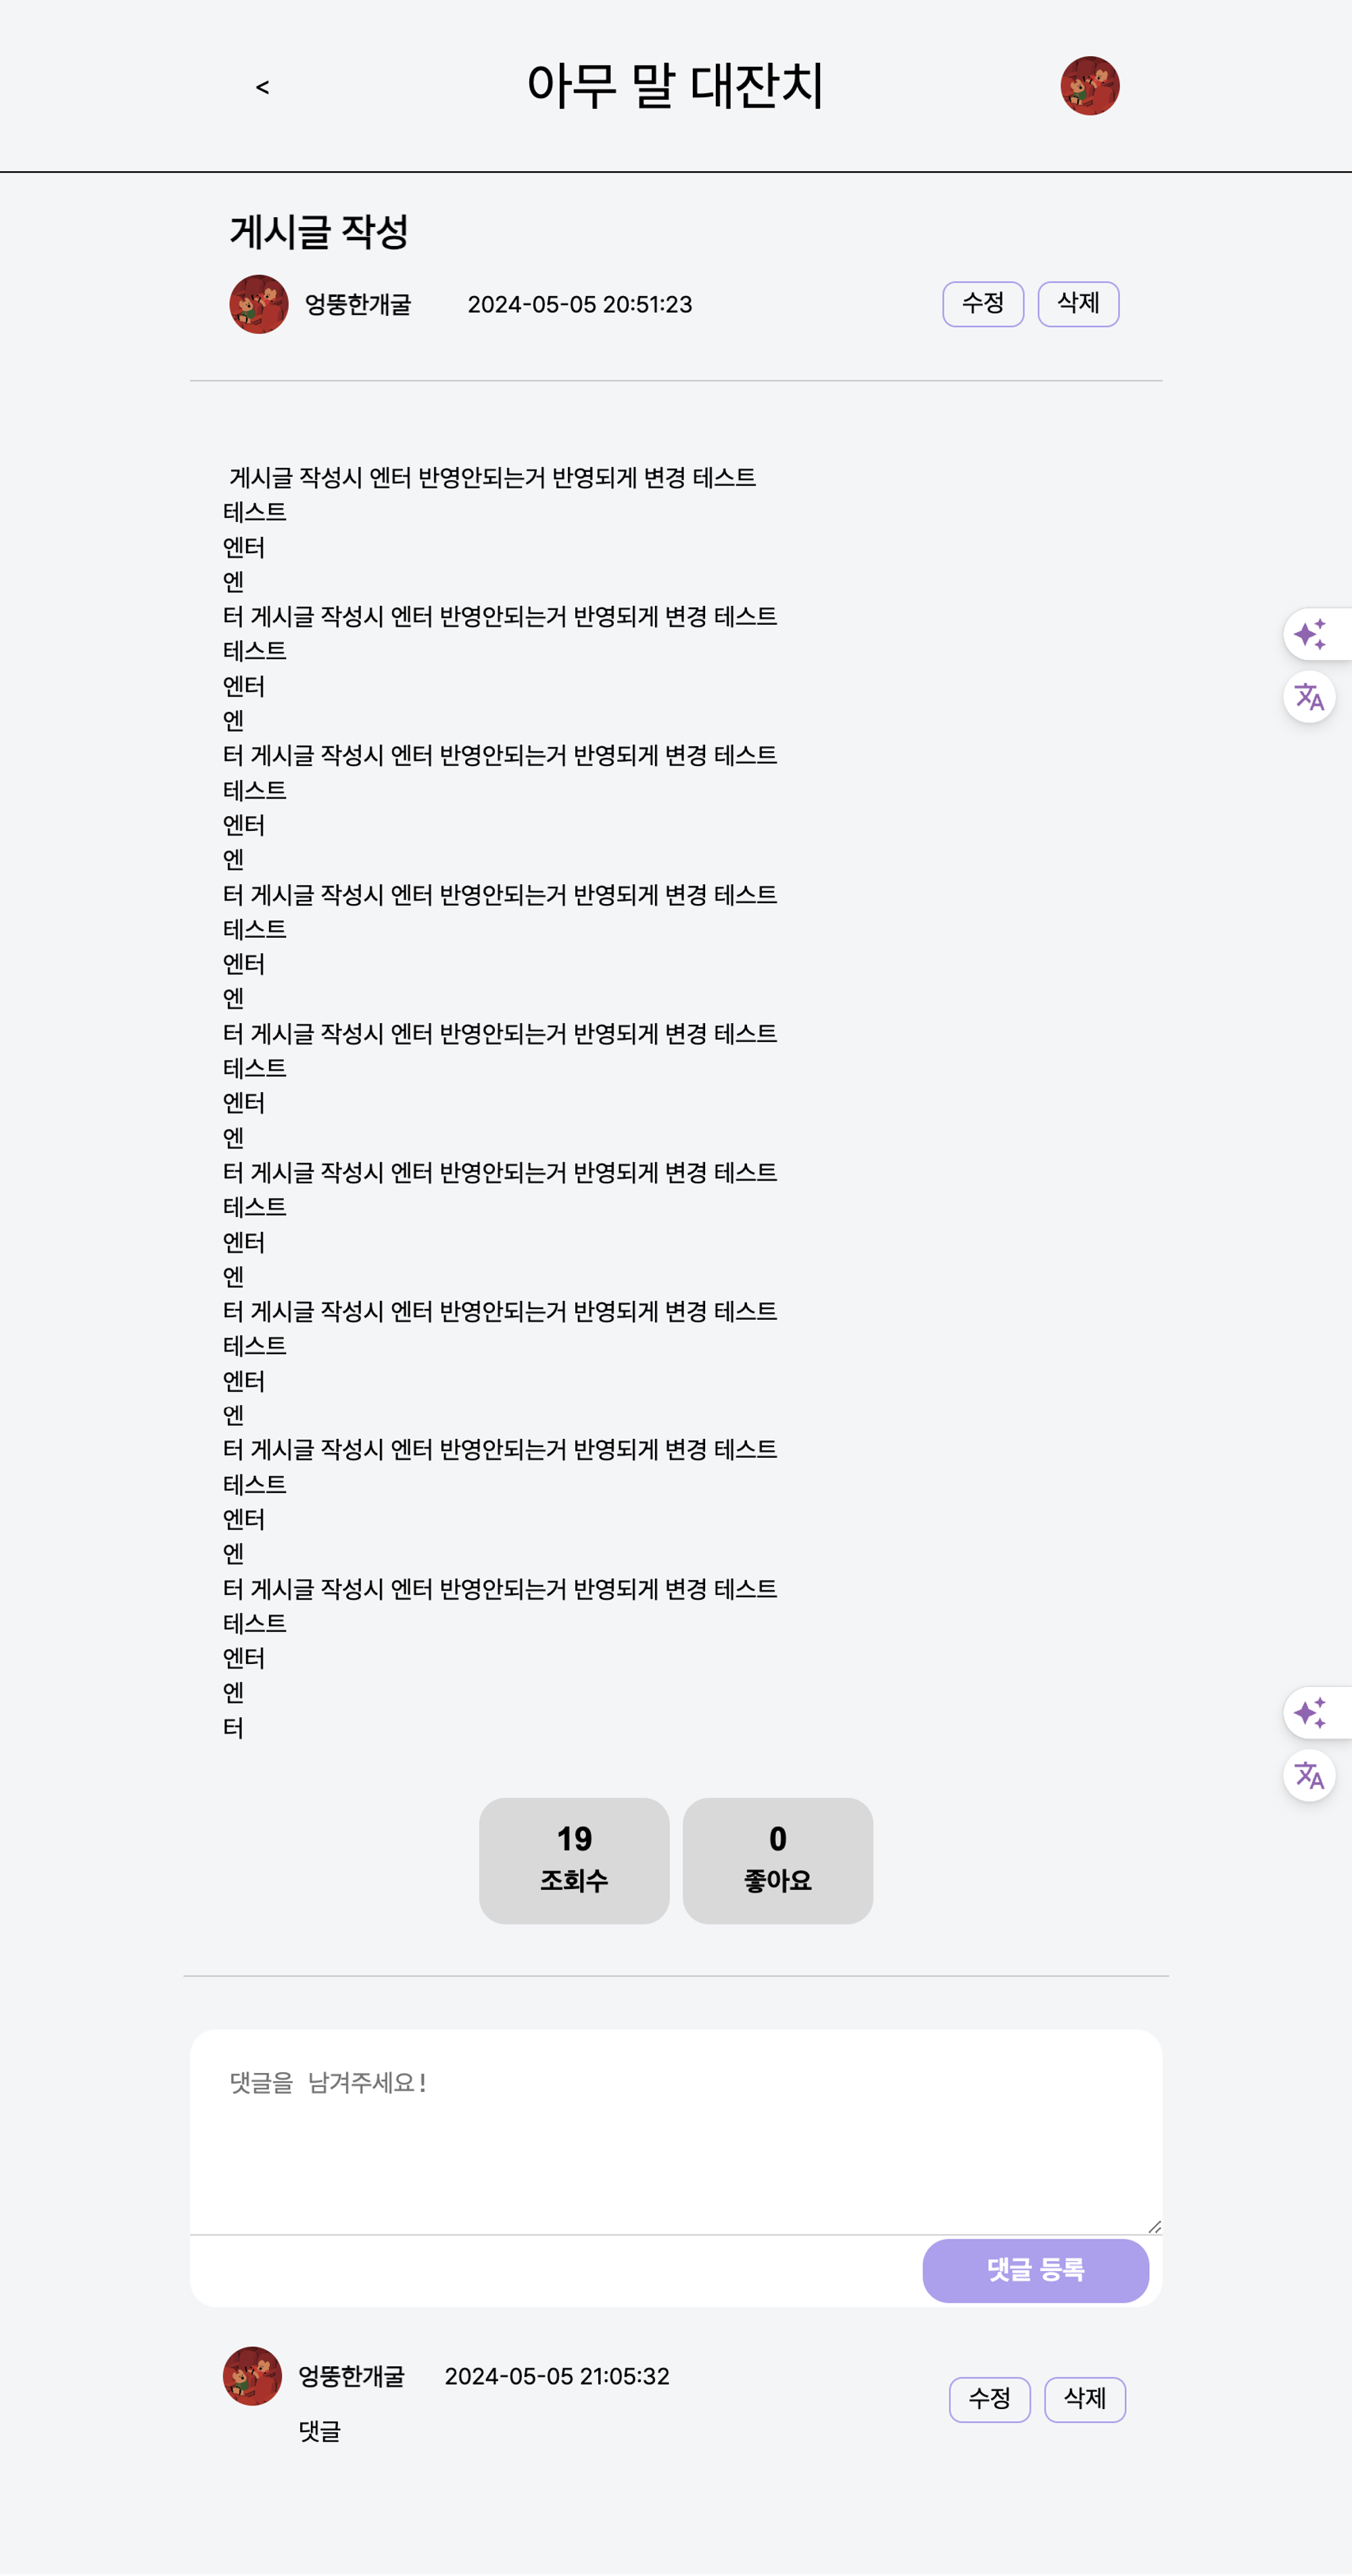 <
아무 말 대잔치
게시글 작성
엉뚱한개굴 2024-05-05 20:51:23 수정 삭제
게시글 작성시 엔터 반영안되는거 반영되게 변경 테스트
테스트
엔터
엔
터 게시글 작성시 엔터 반영안되는거 반영되게 변경 테스트
테스트
엔터
엔
터 게시글 작성시 엔터 반영안되는거 반영되게 변경 테스트
테스트
엔터
엔
터 게시글 작성시 엔터 반영안되는거 반영되게 변경 테스트
테스트
엔터
엔
터 게시글 작성시 엔터 반영안되는거 반영되게 변경 테스트
테스트
엔터
엔
터 게시글 작성시 엔터 반영안되는거 반영되게 변경 테스트
테스트
엔터
엔
터 게시글 작성시 엔터 반영안되는거 반영되게 변경 테스트
테스트
엔터
엔
터 게시글 작성시 엔터 반영안되는거 반영되게 변경 테스트
테스트
엔터
엔
터 게시글 작성시 엔터 반영안되는거 반영되게 변경 테스트
테스트
엔터
엔
터
19 0
조회수 좋아요
댓글을 남겨주세요!
댓글 등록
엉뚱한개굴 2024-05-05 21:05:32 수정 삭제
댓글